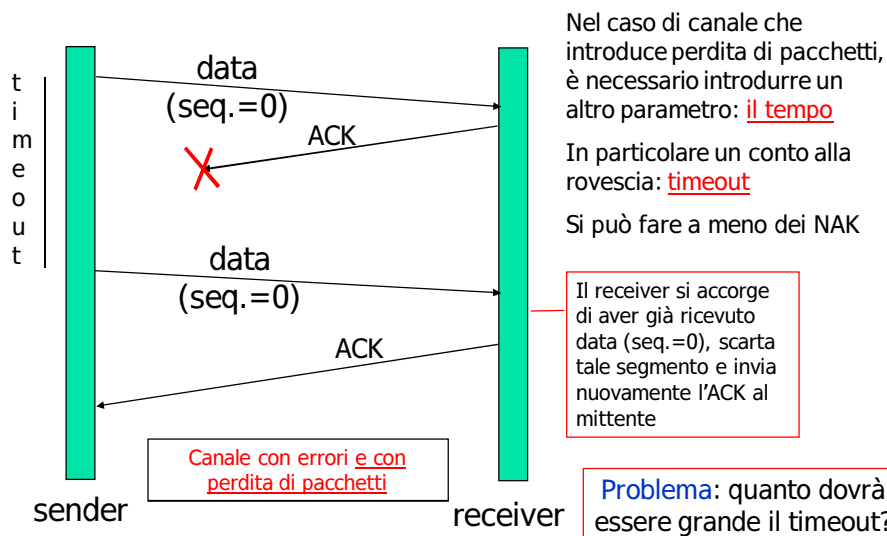 timeout
data
(seq.=0)
ACK
data
(seq.=0)
ACK
Canale con errori e con
perdita di pacchetti
sender
receiver
Nel caso di canale che
introduce perdita di pacchetti,
è necessario introdurre un
altro parametro: il tempo
In particolare un conto alla
rovescia: timeout
Si può fare a meno dei NAK
Il receiver si accorge
di aver già ricevuto
data (seq.=0), scarta
tale segmento e invia
nuovamente l'ACK al
mittente
Problema: quanto dovrà
essere grande il timeout?